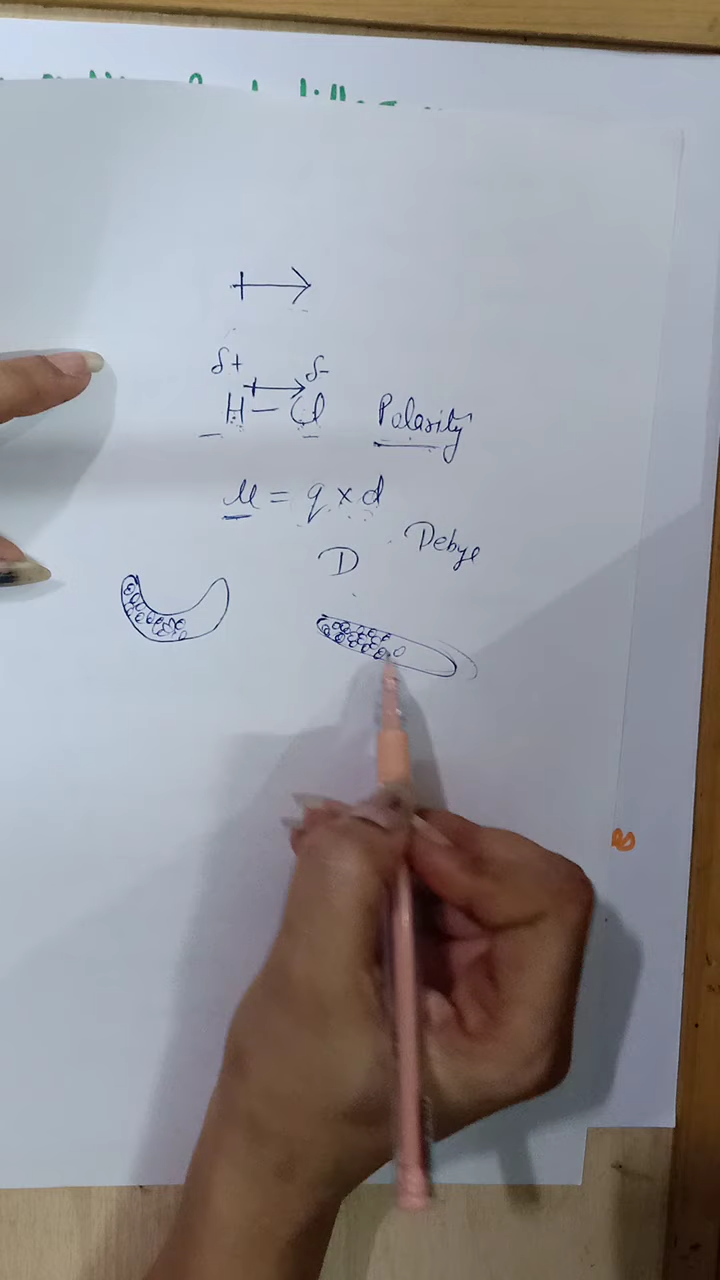 δ+ δ-
H - Cl Polarity
μ = q x d
D Debye